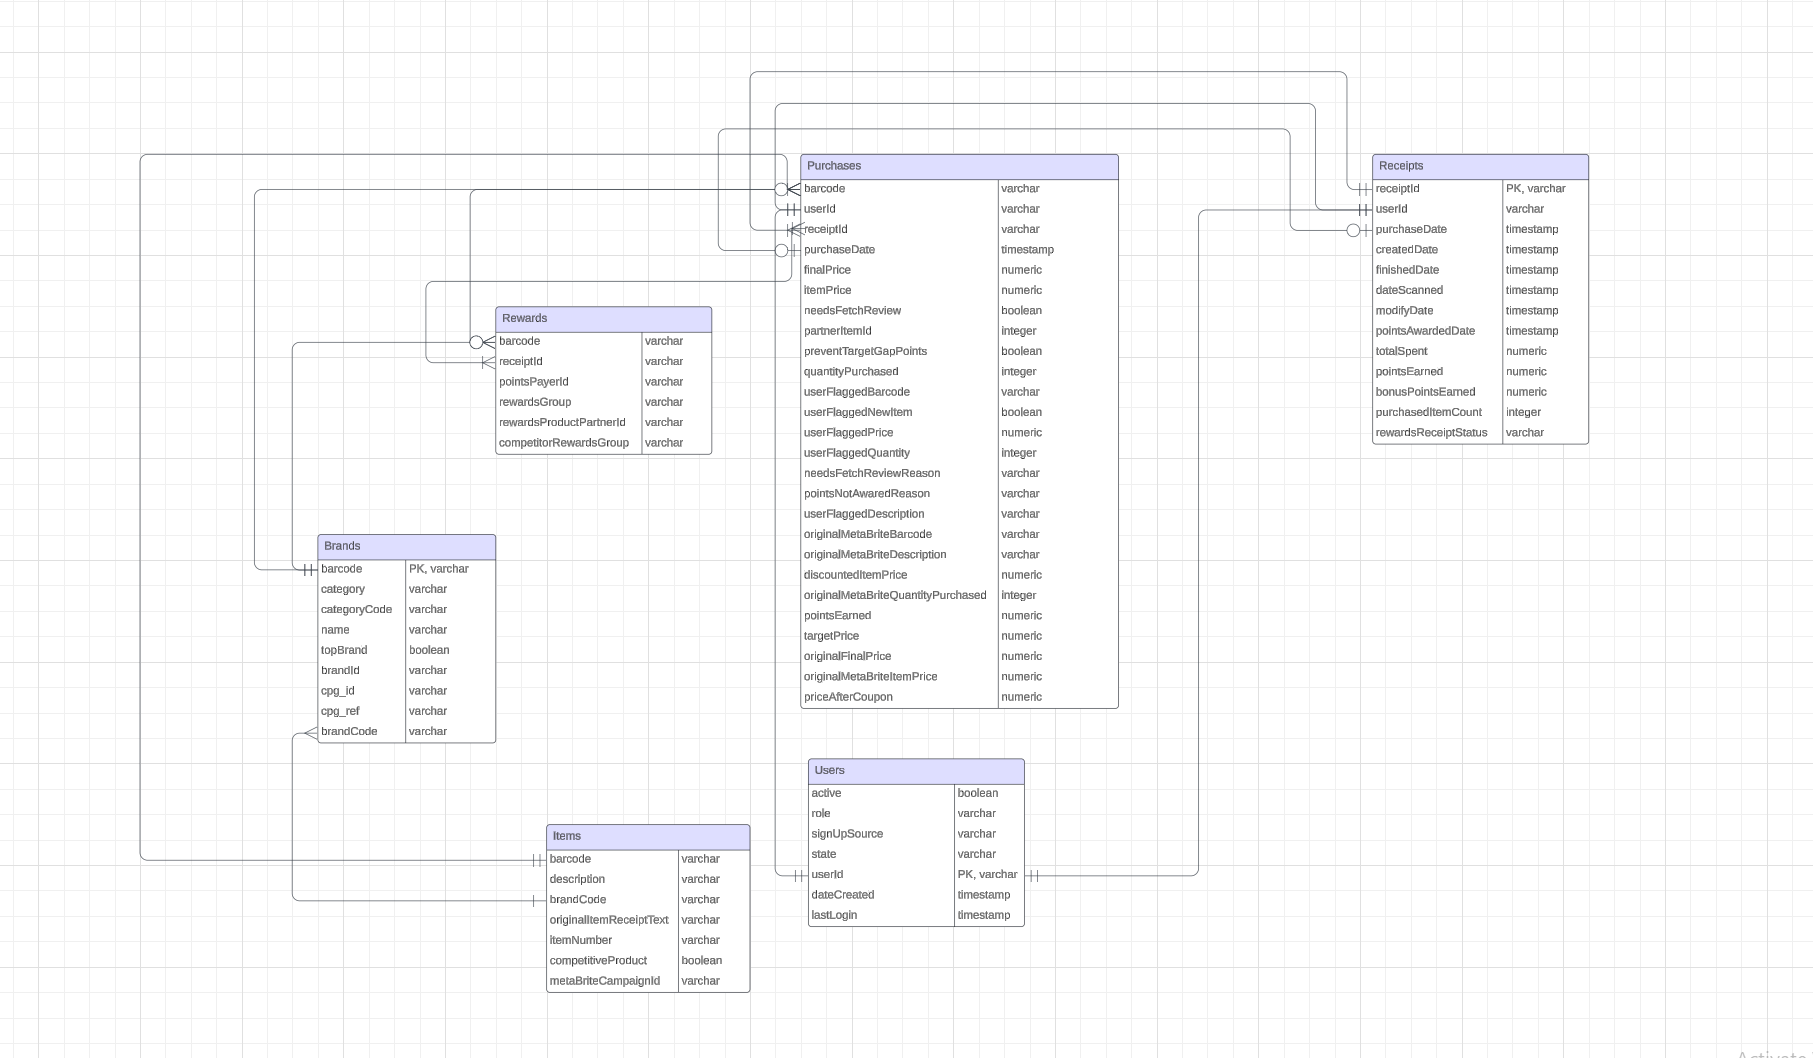 Purchases
barcode varchar
userId varchar
receiptId varchar
purchaseDate timestamp
finalPrice numeric
itemPrice numeric
needsFetchReview boolean
partnerItemId integer
preventTargetGapPoints boolean
quantityPurchased integer
userFlaggedBarcode varchar
userFlaggedNewItem boolean
userFlaggedPrice numeric
userFlaggedQuantity integer
needsFetchReviewReason varchar
pointsNotAwaredReason varchar
userFlaggedDescription varchar
originalMetaBriteBarcode varchar
originalMetaBriteDescription varchar
discountedItemPrice numeric
originalMetaBriteQuantityPurchased integer
pointsEarned numeric
targetPrice numeric
originalFinalPrice numeric
originalMetaBriteItemPrice numeric
priceAfterCoupon numeric
Receipts
receiptId PK, varchar
userId varchar
purchaseDate timestamp
createdDate timestamp
finishedDate timestamp
dateScanned timestamp
modifyDate timestamp
pointsAwardedDate timestamp
totalSpent numeric
pointsEarned numeric
bonusPointsEarned numeric
purchasedItemCount integer
rewardsReceiptStatus varchar
Rewards
barcode varchar
receiptId varchar
pointsPayerId varchar
rewardsGroup varchar
rewardsProductPartnerId varchar
competitorRewardsGroup varchar
Brands
barcode PK, varchar
category varchar
categoryCode varchar
name varchar
topBrand boolean
brandId varchar
cpg_id varchar
cpg_ref varchar
brandCode varchar
Users
active boolean
role varchar
signUpSource varchar
state varchar
userId PK, varchar
dateCreated timestamp
lastLogin timestamp
Items
barcode varchar
description varchar
brandCode varchar
originalItemReceiptText varchar
itemNumber varchar
competitiveProduct boolean
metaBriteCampaignId varchar
Activate